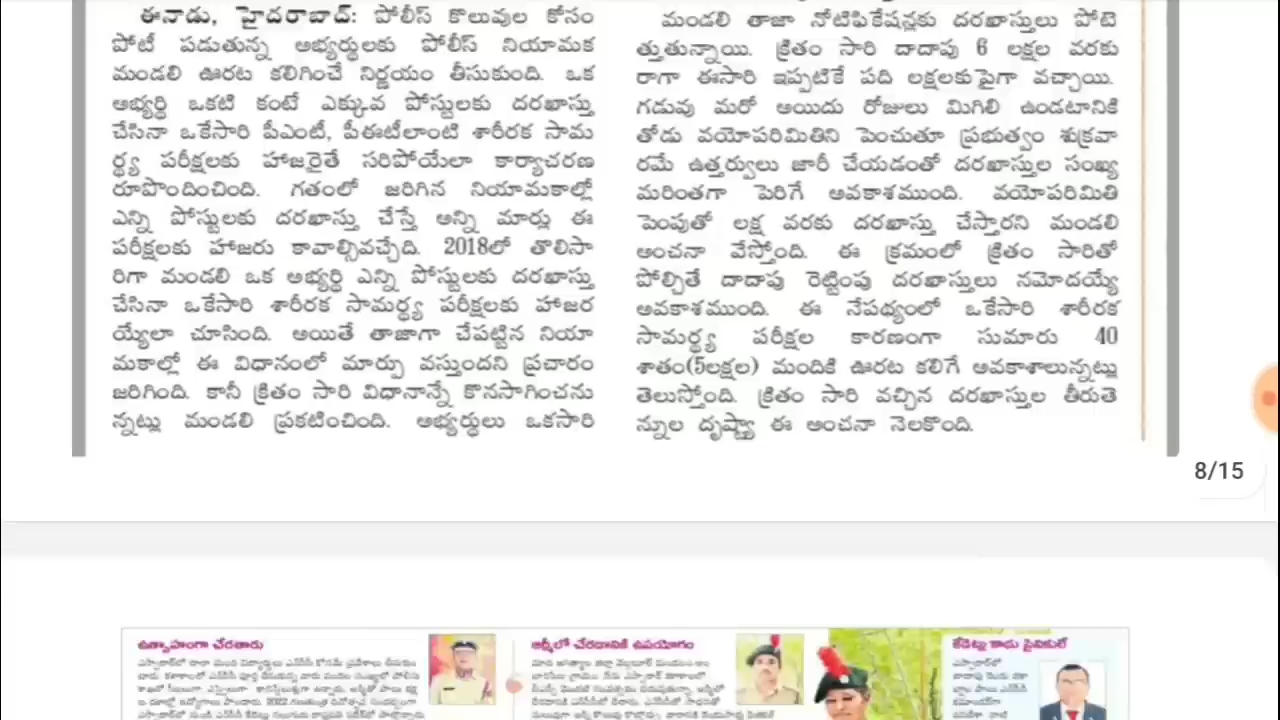 ఈనాడు, హైదరాబాద్: పోలీస్ కొలువుల కోసం
పోటీ పడుతున్న అభ్యర్థులకు పోలీస్ నియామక
మండలి ఊరట కలిగించే నిర్ణయం తీసుకుంది. ఒక
అభ్యర్థి ఒకటి కంటే ఎక్కువ పోస్టులకు దరఖాస్తు
చేసినా ఒకేసారి పీఎంటీ, పీఈటీలాంటి శారీరక సామ
ర్థ్య పరీక్షలకు హాజరైతే సరిపోయేలా కార్యాచరణ
రూపొందించింది. గతంలో జరిగిన నియామకాల్లో
ఎన్ని పోస్టులకు దరఖాస్తు చేస్తే అన్ని మార్లు ఈ
పరీక్షలకు హాజరు కావాల్సివచ్చేది. 2018లో తొలిసా
రిగా మండలి ఒక అభ్యర్థి ఎన్ని పోస్టులకు దరఖాస్తు
చేసినా ఒకేసారి శారీరక సామర్థ్య పరీక్షలకు హాజర
య్యేలా చూసింది. అయితే తాజాగా చేపట్టిన నియా
మకాల్లో ఈ విధానంలో మార్పు వస్తుందని ప్రచారం
జరిగింది. కానీ క్రితం సారి విధానాన్నే కొనసాగించను
న్నట్లు మండలి ప్రకటించింది. అభ్యర్థులు ఒకసారి
మండలి తాజా నోటిఫికేషన్లకు దరఖాస్తులు పోటె
త్తుతున్నాయి. క్రితం సారి దాదాపు 6 లక్షల వరకు
రాగా ఈసారి ఇప్పటికే పది లక్షలకుపైగా వచ్చాయి.
గడువు మరో అయిదు రోజులు మిగిలి ఉండటానికి
తోడు వయోపరిమితిని పెంచుతూ ప్రభుత్వం శుక్రవా
రమే ఉత్తర్వులు జారీ చేయడంతో దరఖాస్తుల సంఖ్య
మరింతగా పెరిగే అవకాశముంది. వయోపరిమితి
పెంపుతో లక్ష వరకు దరఖాస్తు చేస్తారని మండలి
అంచనా వేస్తోంది. ఈ క్రమంలో క్రితం సారితో
పోల్చితే దాదాపు రెట్టింపు దరఖాస్తులు నమోదయ్యే
అవకాశముంది. ఈ నేపథ్యంలో ఒకేసారి శారీరక
సామర్థ్య పరీక్షల కారణంగా సుమారు 40
శాతం(5లక్షల) మందికి ఊరట కలిగే అవకాశాలున్నట్లు
తెలుస్తోంది. క్రితం సారి వచ్చిన దరఖాస్తుల తీరుతె
న్నుల దృష్ట్యా ఈ అంచనా నెలకొంది.
8/15
ఉత్సాహంగా చేరతారు
ఆర్మీలో చేరడానికి ఉపయోగం
కేడెట్లు కాదు సైనికులే